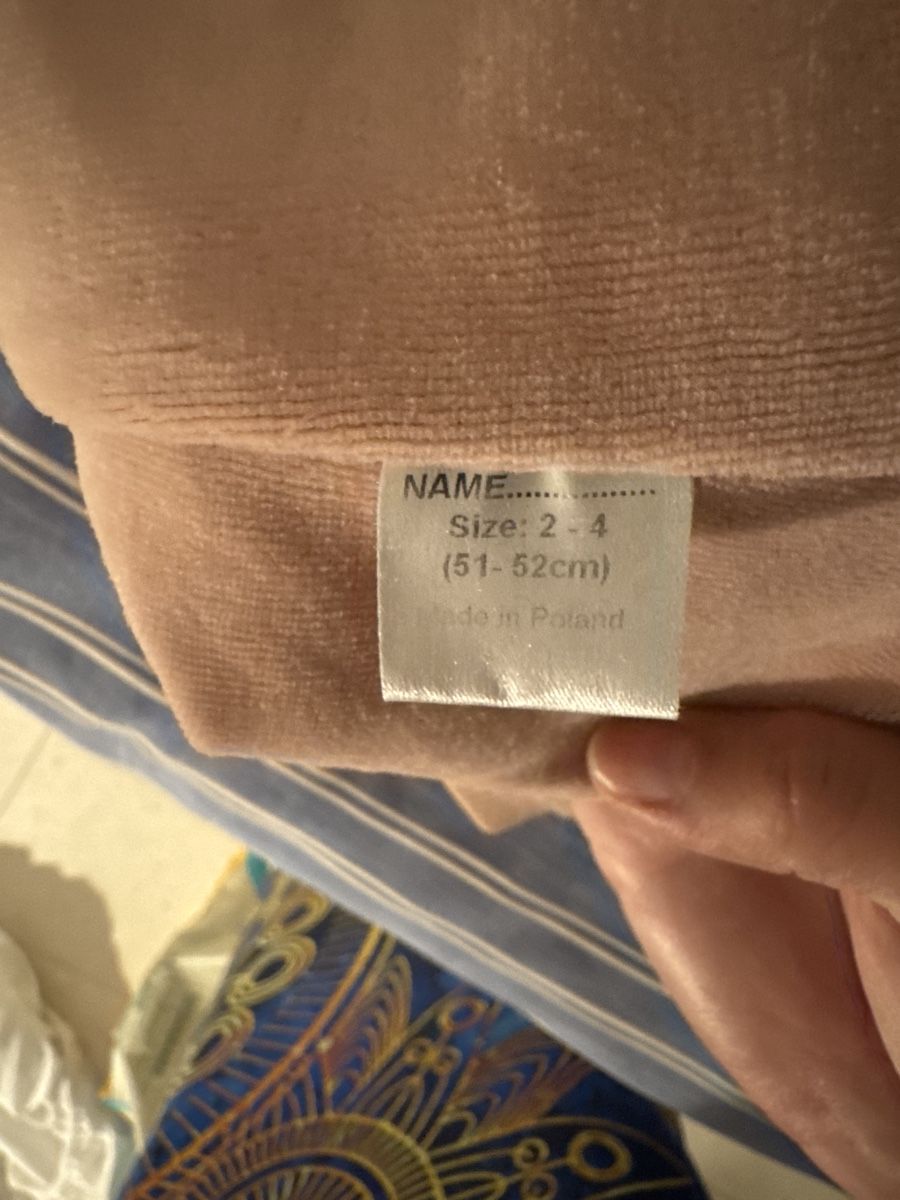 NAME..................
Size: 2 - 4
(51- 52cm)
Made in Poland